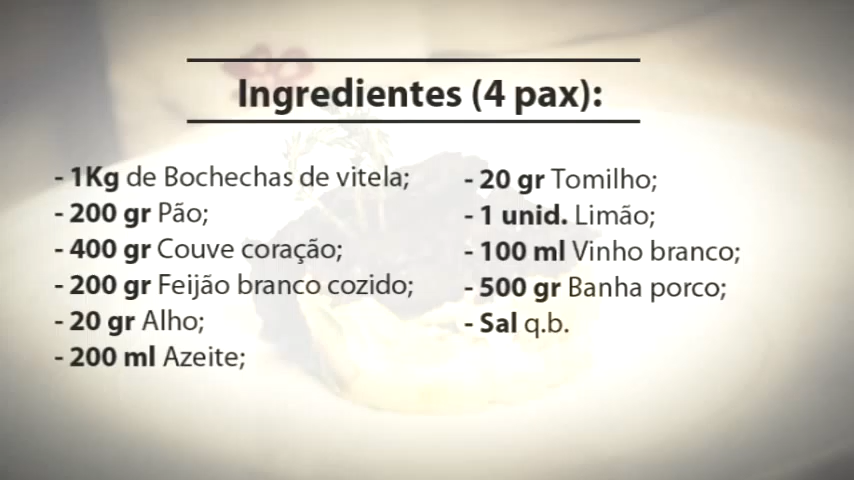 Ingredientes (4 pax):
- 1Kg de Bochechas de vitela;
- 200 gr Pão;
- 400 gr Couve coração;
- 200 gr Feijão branco cozido;
- 20 gr Alho;
- 200 ml Azeite;
- 20 gr Tomilho;
- 1 unid. Limão;
- 100 ml Vinho branco;
- 500 gr Banha porco;
- Sal q.b.